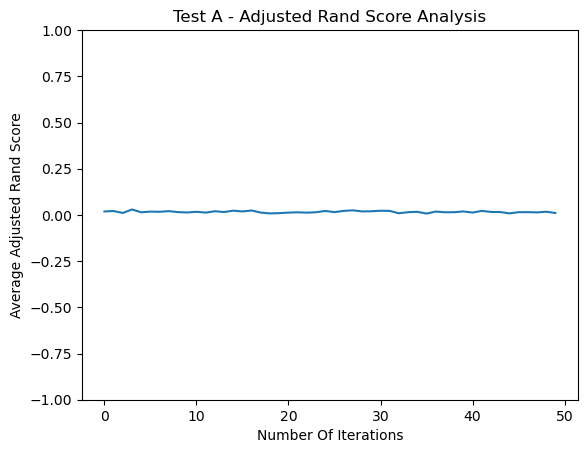 Test A - Adjusted Rand Score Analysis
Average Adjusted Rand Score
1.00
0.75
0.50
0.25
0.00
−0.25
−0.50
−0.75
−1.00
0 10 20 30 40 50
Number Of Iterations